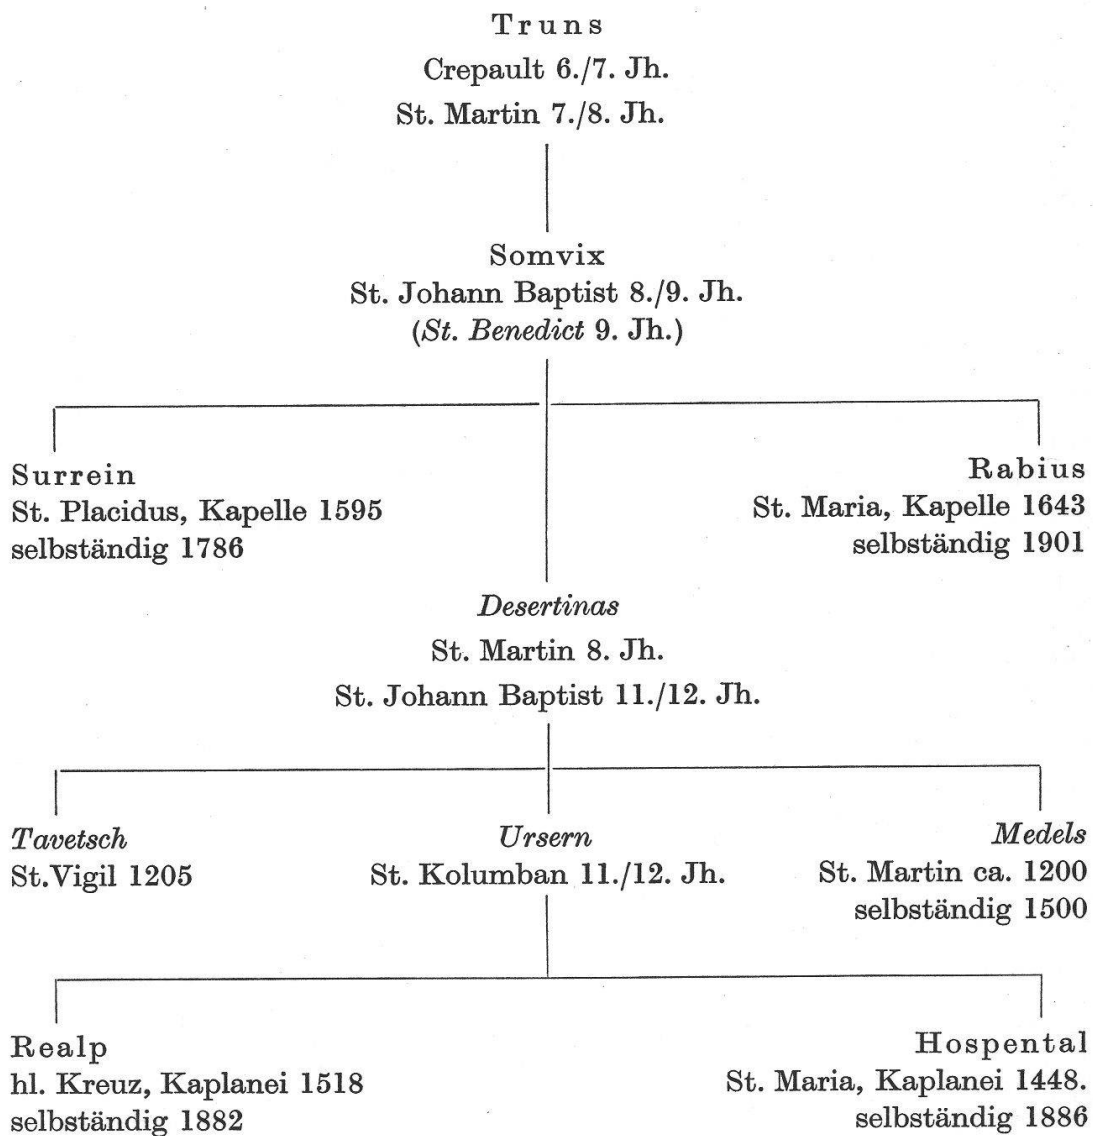 Truns
Crepault 6./7. Jh.
St. Martin 7./8. Jh.
Somvix
St. Johann Baptist 8./9. Jh.
(St. Benedict 9. Jh.)
Surrein
St. Placidus, Kapelle 1595
selbständig 1786
Rabius
St. Maria, Kapelle 1643
selbständig 1901
Desertinas
St. Martin 8. Jh.
St. Johann Baptist 11./12. Jh.
Tavetsch
St.Vigil 1205
Ursern
St. Kolumban 11./12. Jh.
Medels
St. Martin ca. 1200
selbständig 1500
Realp
hl. Kreuz, Kaplanei 1518
selbständig 1882
Hospental
St. Maria, Kaplanei 1448.
selbständig 1886